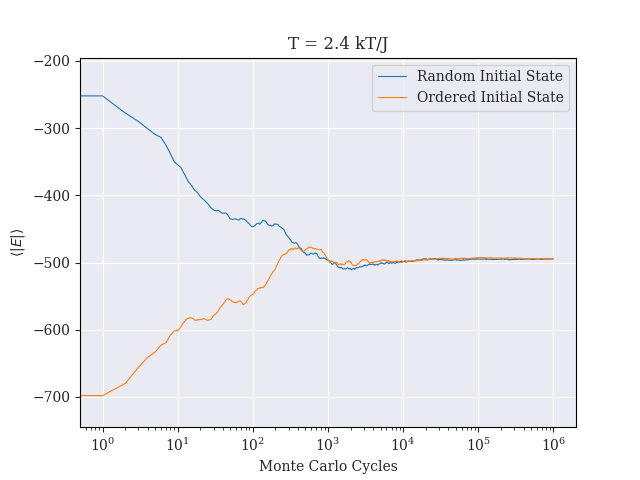 T = 2.4 kT/J
Random Initial State
Ordered Initial State
⟨|E|⟩
−200
−300
−400
−500
−600
−700
10⁰ 10¹ 10² 10³ 10⁴ 10⁵ 10⁶
Monte Carlo Cycles